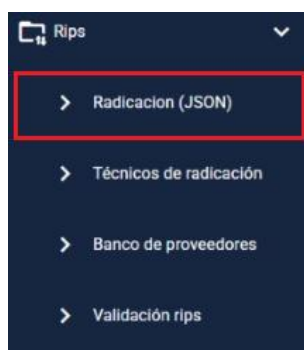 Rips
Radicacion (JSON)
Técnicos de radicación
Banco de proveedores
Validación rips